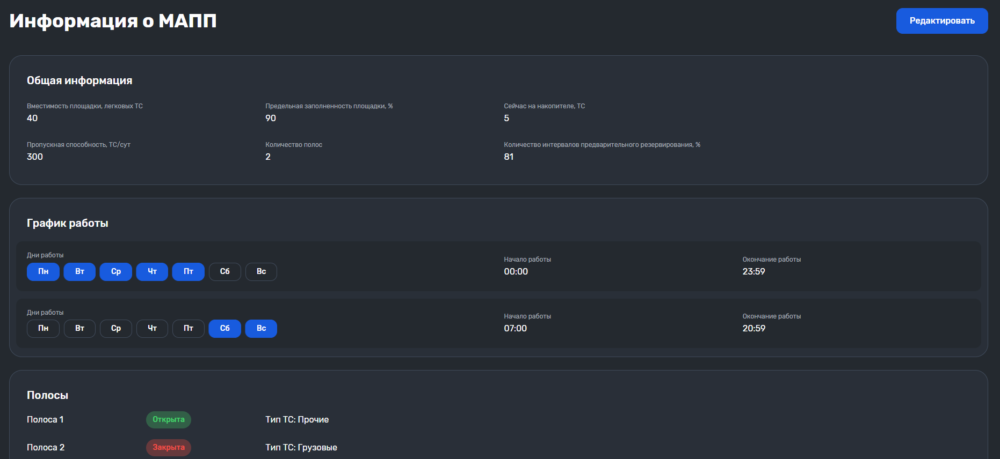 Информация о МАПП
Редактировать
Общая информация
Вместимость площадки, легковых ТС
40
Предельная заполненность площадки, %
90
Сейчас на накопителе, ТС
5
Пропускная способность, ТС/сут
300
Количество полос
2
Количество интервалов предварительного резервирования, %
81
График работы
Дни работы
Пн Вт Ср Чт Пт Сб Вс
Начало работы
00:00
Окончание работы
23:59
Дни работы
Пн Вт Ср Чт Пт Сб Вс
Начало работы
07:00
Окончание работы
20:59
Полосы
Полоса 1 Открыта Тип ТС: Прочие
Полоса 2 Закрыта Тип ТС: Грузовые